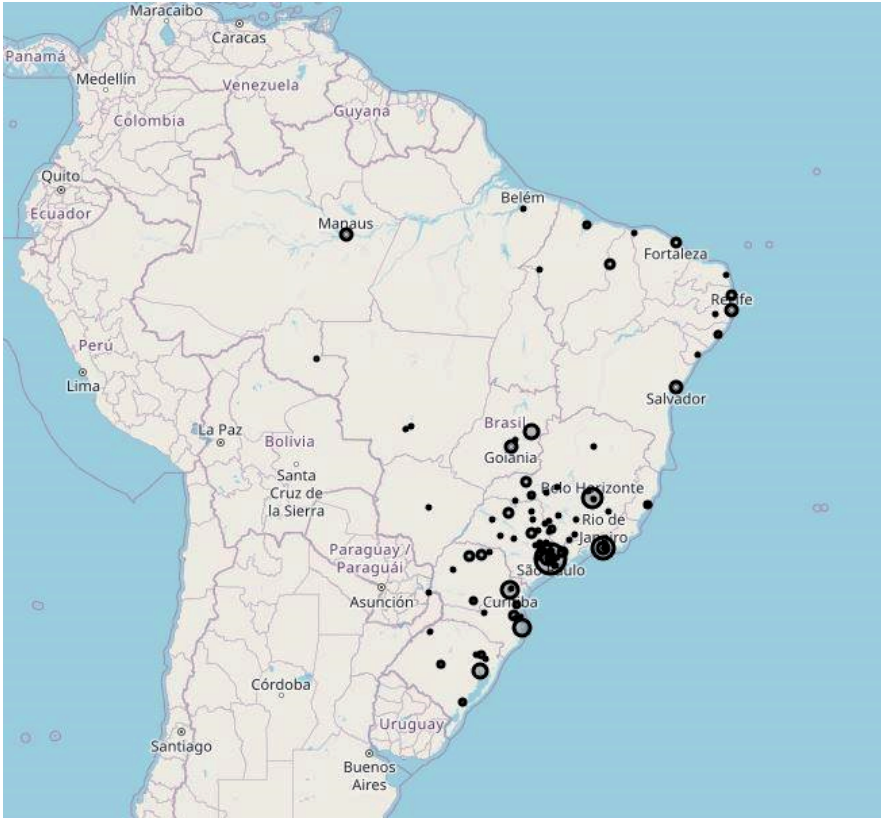 Maracaibo
Caracas
Panamá
Medellín
Venezuela
Guyana
Colombia
Quito
Ecuador
Belém
Manaus
Fortaleza
Recife
Perú
Lima
Salvador
La Paz
Brasil
Bolivia
Goiânia
Santa
Cruz de
la Sierra
Belo Horizonte
Rio de
Janeiro
Paraguay /
Paraguái
São Paulo
Asunción
Curitiba
Córdoba
Uruguay
Santiago
Buenos
Aires